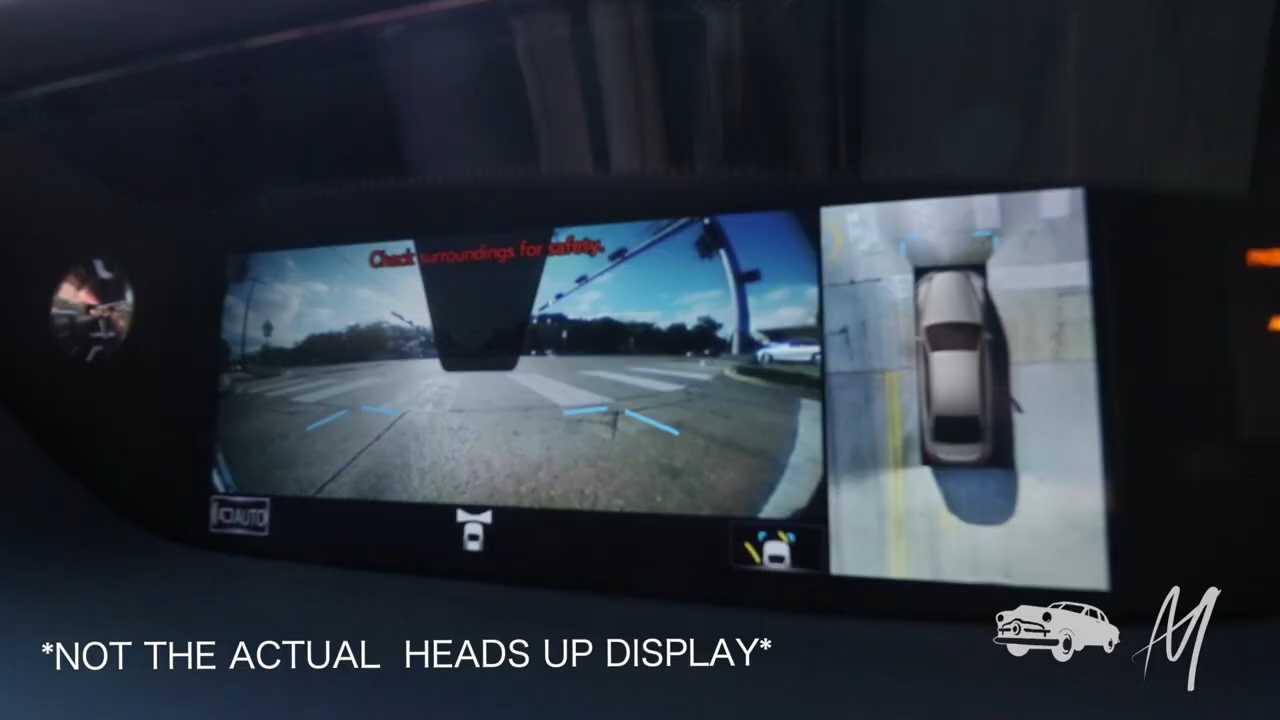 Check surroundings for safety.
AUTO
*NOT THE ACTUAL HEADS UP DISPLAY*